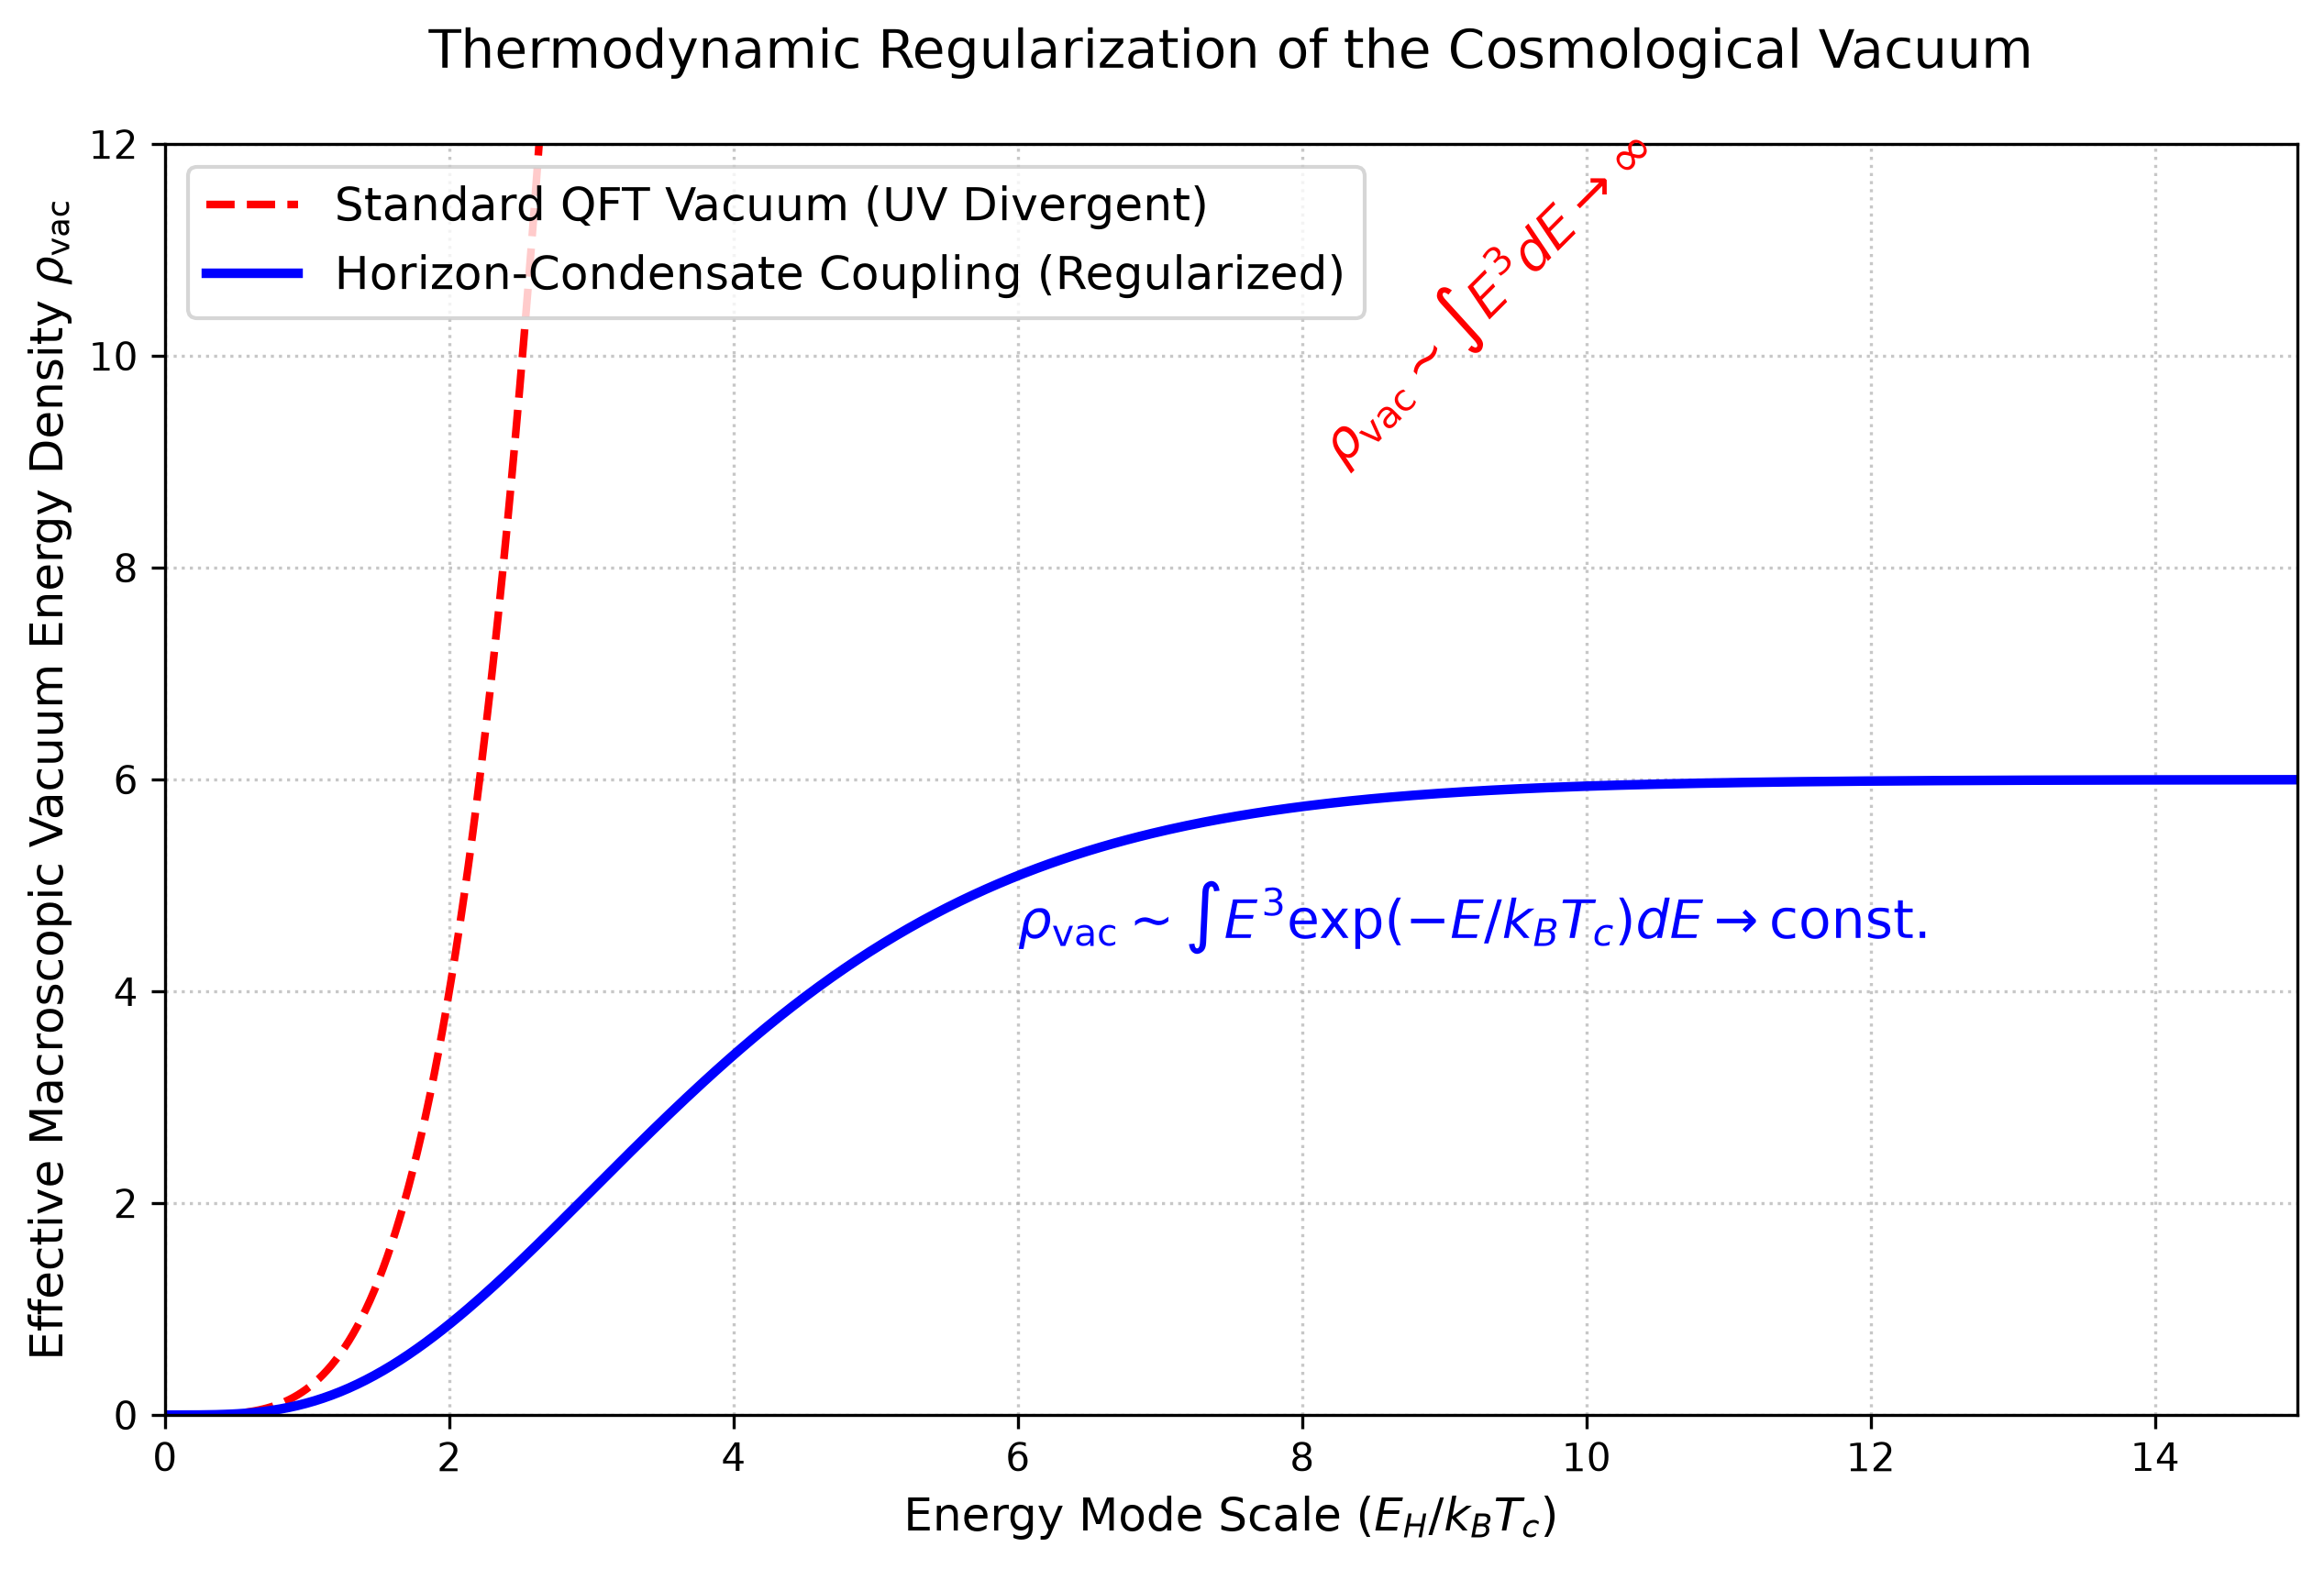 Thermodynamic Regularization of the Cosmological Vacuum
Effective Macroscopic Vacuum Energy Density ρvac
12
10
8
6
4
2
0
Standard QFT Vacuum (UV Divergent)
Horizon-Condensate Coupling (Regularized)
ρvac ~ ∫E³dE → ∞
ρvac ~ ∫E³exp(−E/kBTc)dE → const.
0 2 4 6 8 10 12 14
Energy Mode Scale (EH/kBTc)